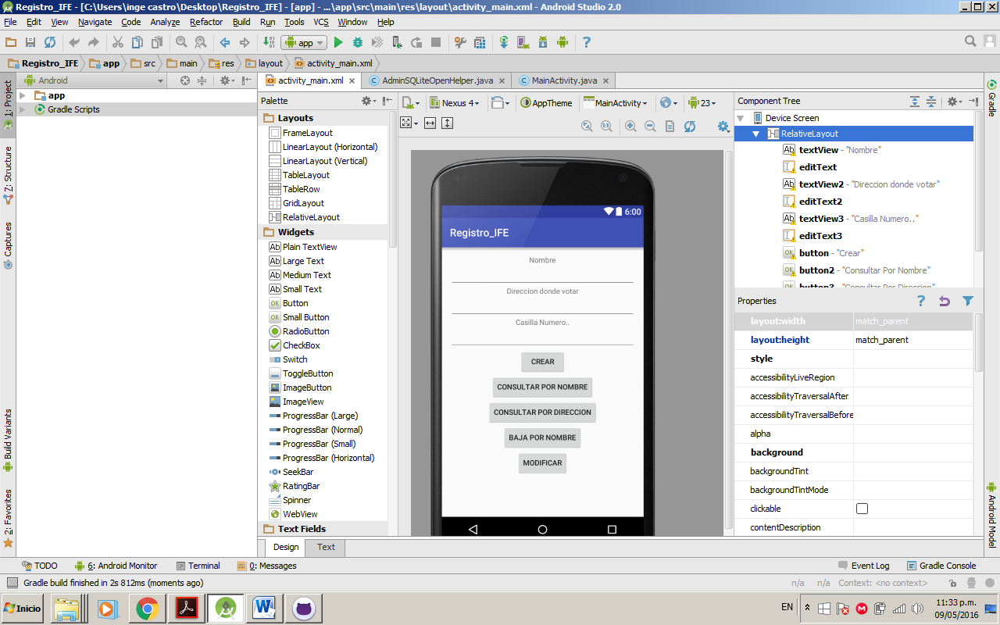 Registro_IFE - [C:\Users\inge castro\Desktop\Registro_IFE] - [app] - ...\app\src\main\res\layout\activity_main.xml - Android Studio 2.0
File Edit View Navigate Code Analyze Refactor Build Run Tools VCS Window Help
app
Registro_IFE app src main res layout activity_main.xml
Android
activity_main.xml AdminSQLiteOpenHelper.java MainActivity.java
1: Project
7: Structure
Captures
Build Variants
2: Favorites
app
Gradle Scripts
Palette
Layouts
FrameLayout
LinearLayout (Horizontal)
LinearLayout (Vertical)
TableLayout
TableRow
GridLayout
RelativeLayout
Widgets
Plain TextView
Large Text
Medium Text
Small Text
Button
Small Button
RadioButton
CheckBox
Switch
ToggleButton
ImageButton
ImageView
ProgressBar (Large)
ProgressBar (Normal)
ProgressBar (Small)
ProgressBar (Horizontal)
SeekBar
RatingBar
Spinner
WebView
Text Fields
Nexus 4 AppTheme MainActivity 23
6:00
Registro_IFE
Nombre
Direccion donde votar
Casilla Numero..
CREAR
CONSULTAR POR NOMBRE
CONSULTAR POR DIRECCION
BAJA POR NOMBRE
MODIFICAR
Design Text
Component Tree
Device Screen
RelativeLayout
textView - "Nombre"
editText
textView2 - "Direccion donde votar"
editText2
textView3 - "Casilla Numero.."
editText3
button - "Crear"
button2 - "Consultar Por Nombre"
button3 - "Consultar Por Direccion"
Properties
layout:width match_parent
layout:height match_parent
style
accessibilityLiveRegion
accessibilityTraversalAfter
accessibilityTraversalBefore
alpha
background
backgroundTint
backgroundTintMode
clickable
contentDescription
Gradle
Android Model
TODO 6: Android Monitor Terminal 0: Messages Event Log Gradle Console
Gradle build finished in 2s 812ms (moments ago) n/a n/a Context: <no context>
Inicio EN 11:33 p.m.
09/05/2016